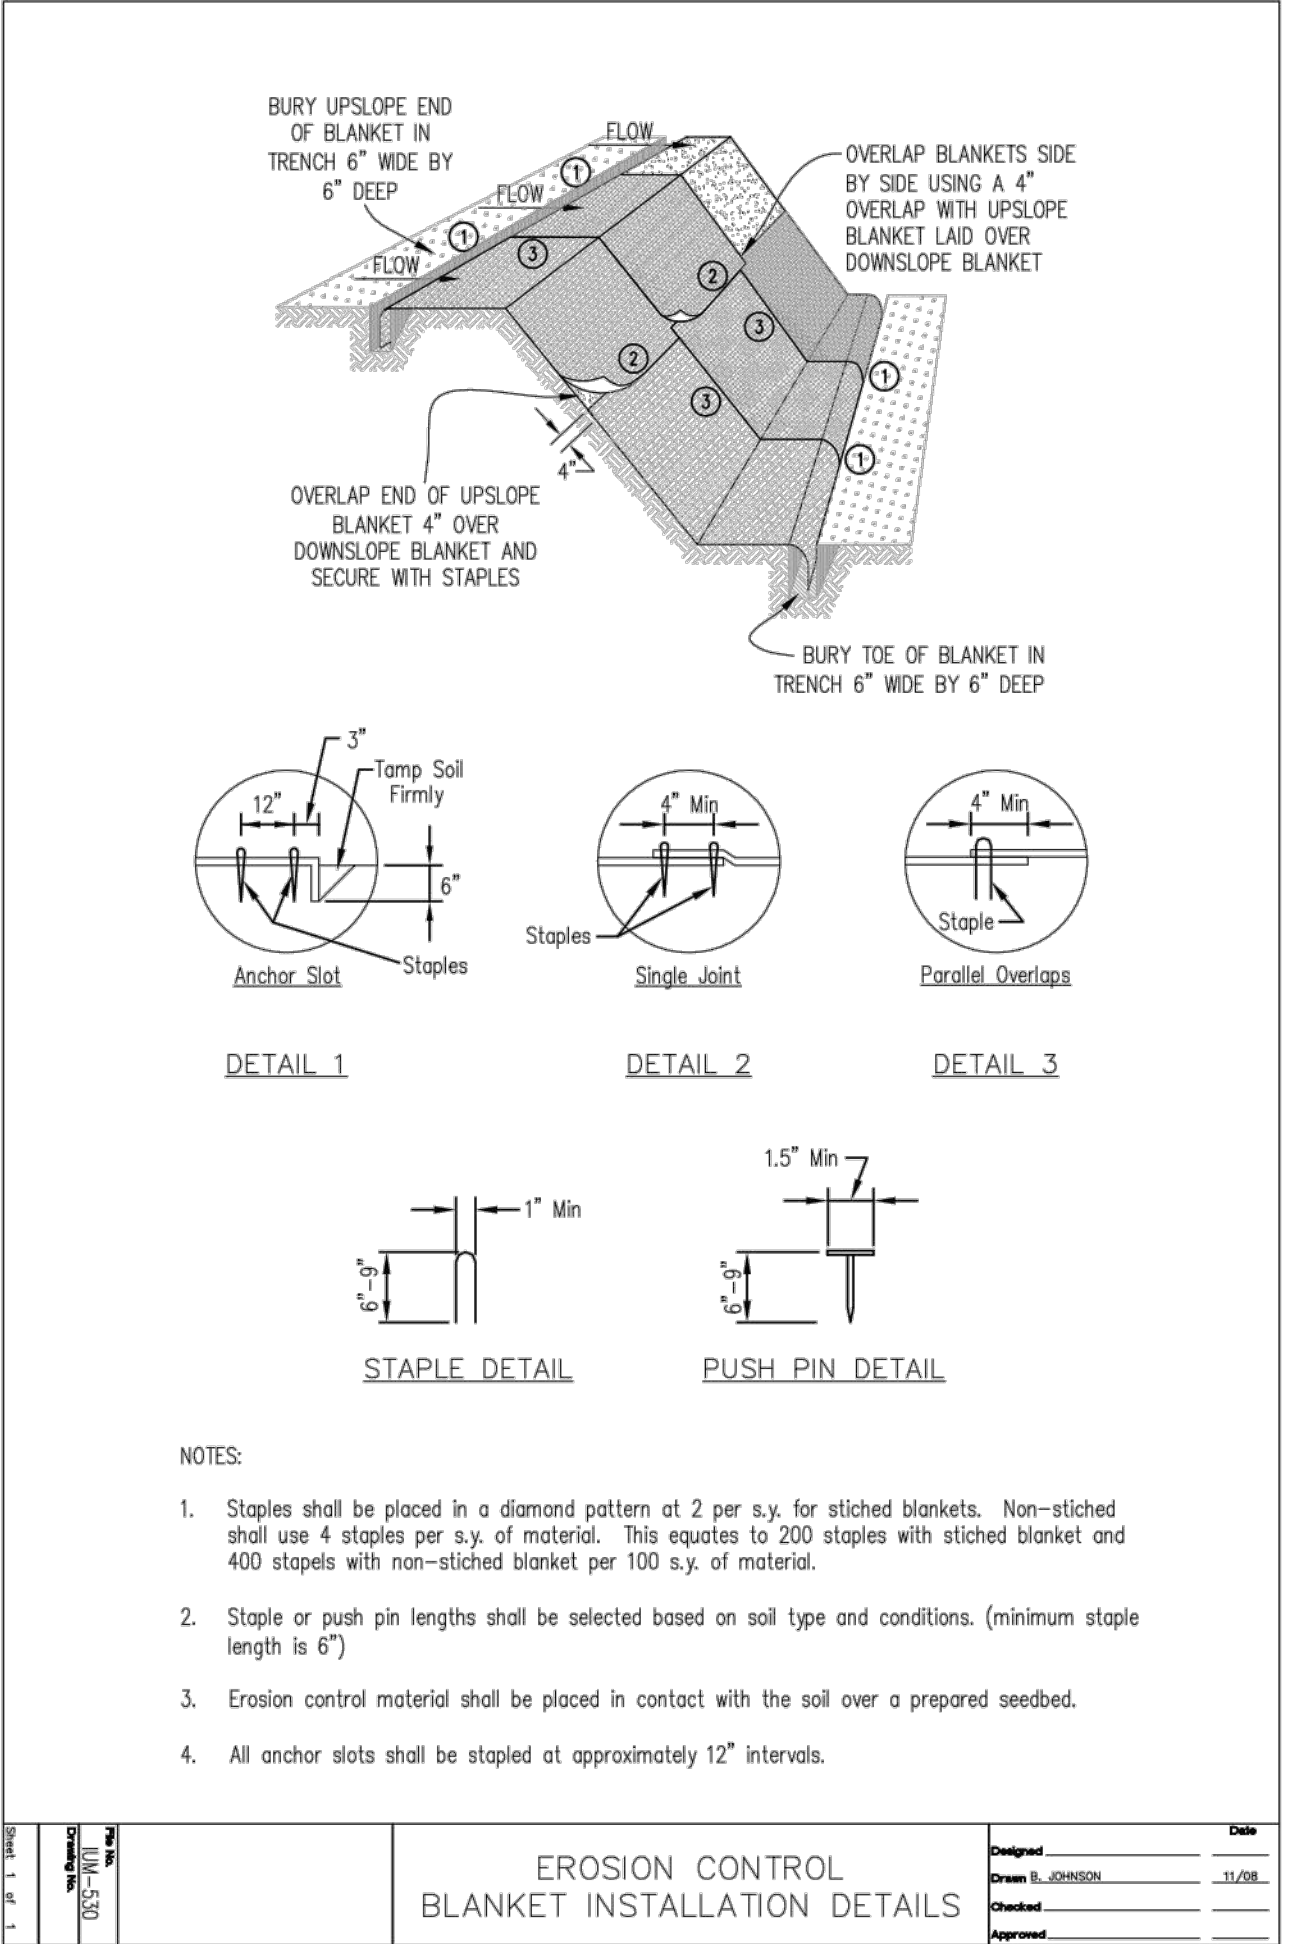 BURY UPSLOPE END
OF BLANKET IN
TRENCH 6" WIDE BY
6" DEEP
FLOW
FLOW
FLOW
1
1
3
2
2
3
3
1
1
OVERLAP BLANKETS SIDE
BY SIDE USING A 4"
OVERLAP WITH UPSLOPE
BLANKET LAID OVER
DOWNSLOPE BLANKET
4"
OVERLAP END OF UPSLOPE
BLANKET 4" OVER
DOWNSLOPE BLANKET AND
SECURE WITH STAPLES
BURY TOE OF BLANKET IN
TRENCH 6" WIDE BY 6" DEEP
3"
Tamp Soil
Firmly
12"
6"
Staples
Anchor Slot
DETAIL 1
4" Min
Staples
Single Joint
DETAIL 2
4" Min
Staple
Parallel Overlaps
DETAIL 3
1" Min
6"-9"
STAPLE DETAIL
1.5" Min
6"-9"
PUSH PIN DETAIL
NOTES:
1. Staples shall be placed in a diamond pattern at 2 per s.y. for stiched blankets. Non-stiched
shall use 4 staples per s.y. of material. This equates to 200 staples with stiched blanket and
400 stapels with non-stiched blanket per 100 s.y. of material.
2. Staple or push pin lengths shall be selected based on soil type and conditions. (minimum staple
length is 6")
3. Erosion control material shall be placed in contact with the soil over a prepared seedbed.
4. All anchor slots shall be stapled at approximately 12" intervals.
Sheet 1 of 1
Drawing No.
IUM-530
File No.
EROSION CONTROL
BLANKET INSTALLATION DETAILS
Date
Designed
Drawn B. JOHNSON 11/08
Checked
Approved